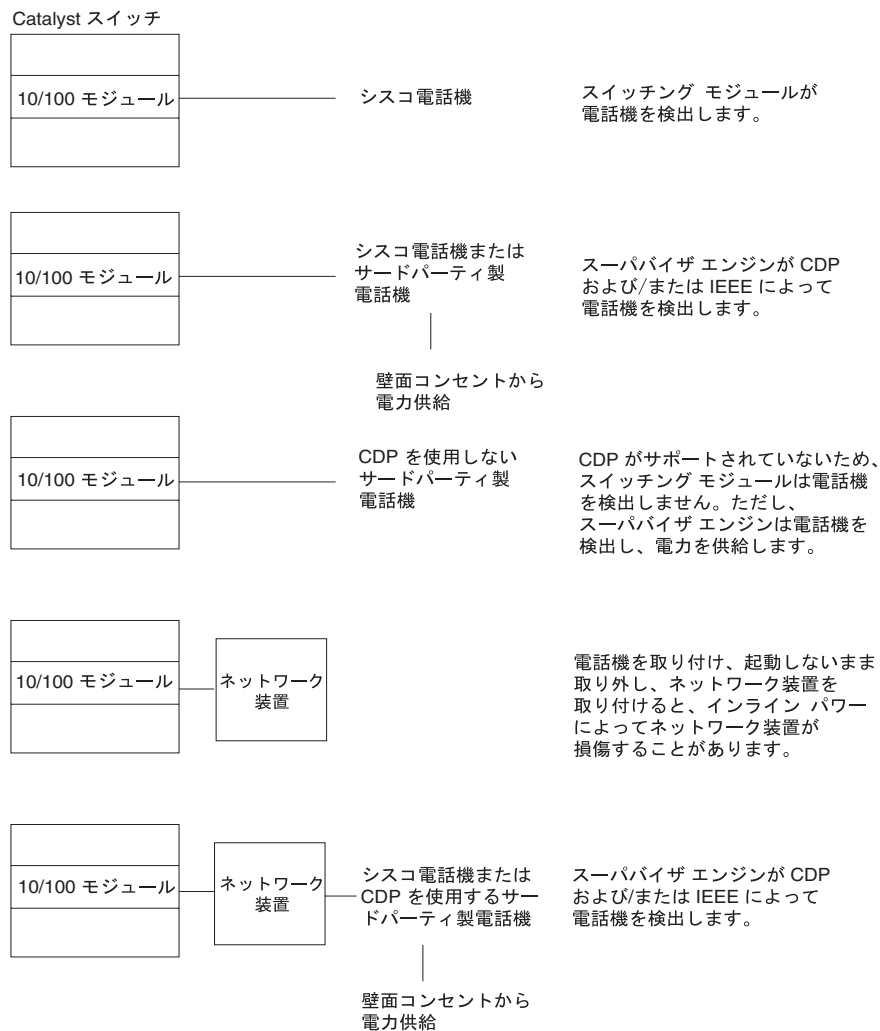 Catalyst スイッチ
10/100 モジュール
シスコ電話機
スイッチング モジュールが
電話機を検出します。
10/100 モジュール
シスコ電話機または
サードパーティ製
電話機
壁面コンセントから
電力供給
スーパバイザ エンジンが CDP
および/または IEEE によって
電話機を検出します。
10/100 モジュール
CDP を使用しない
サードパーティ製
電話機
CDP がサポートされていないため、
スイッチング モジュールは電話機
を検出しません。ただし、
スーパバイザ エンジンは電話機を
検出し、電力を供給します。
10/100 モジュール
ネットワーク
装置
電話機を取り付け、起動しないまま
取り外し、ネットワーク装置を
取り付けると、インライン パワー
によってネットワーク装置が
損傷することがあります。
10/100 モジュール
ネットワーク
装置
シスコ電話機または
CDP を使用するサー
ドパーティ製電話機
壁面コンセントから
電力供給
スーパバイザ エンジンが CDP
および/または IEEE によって
電話機を検出します。